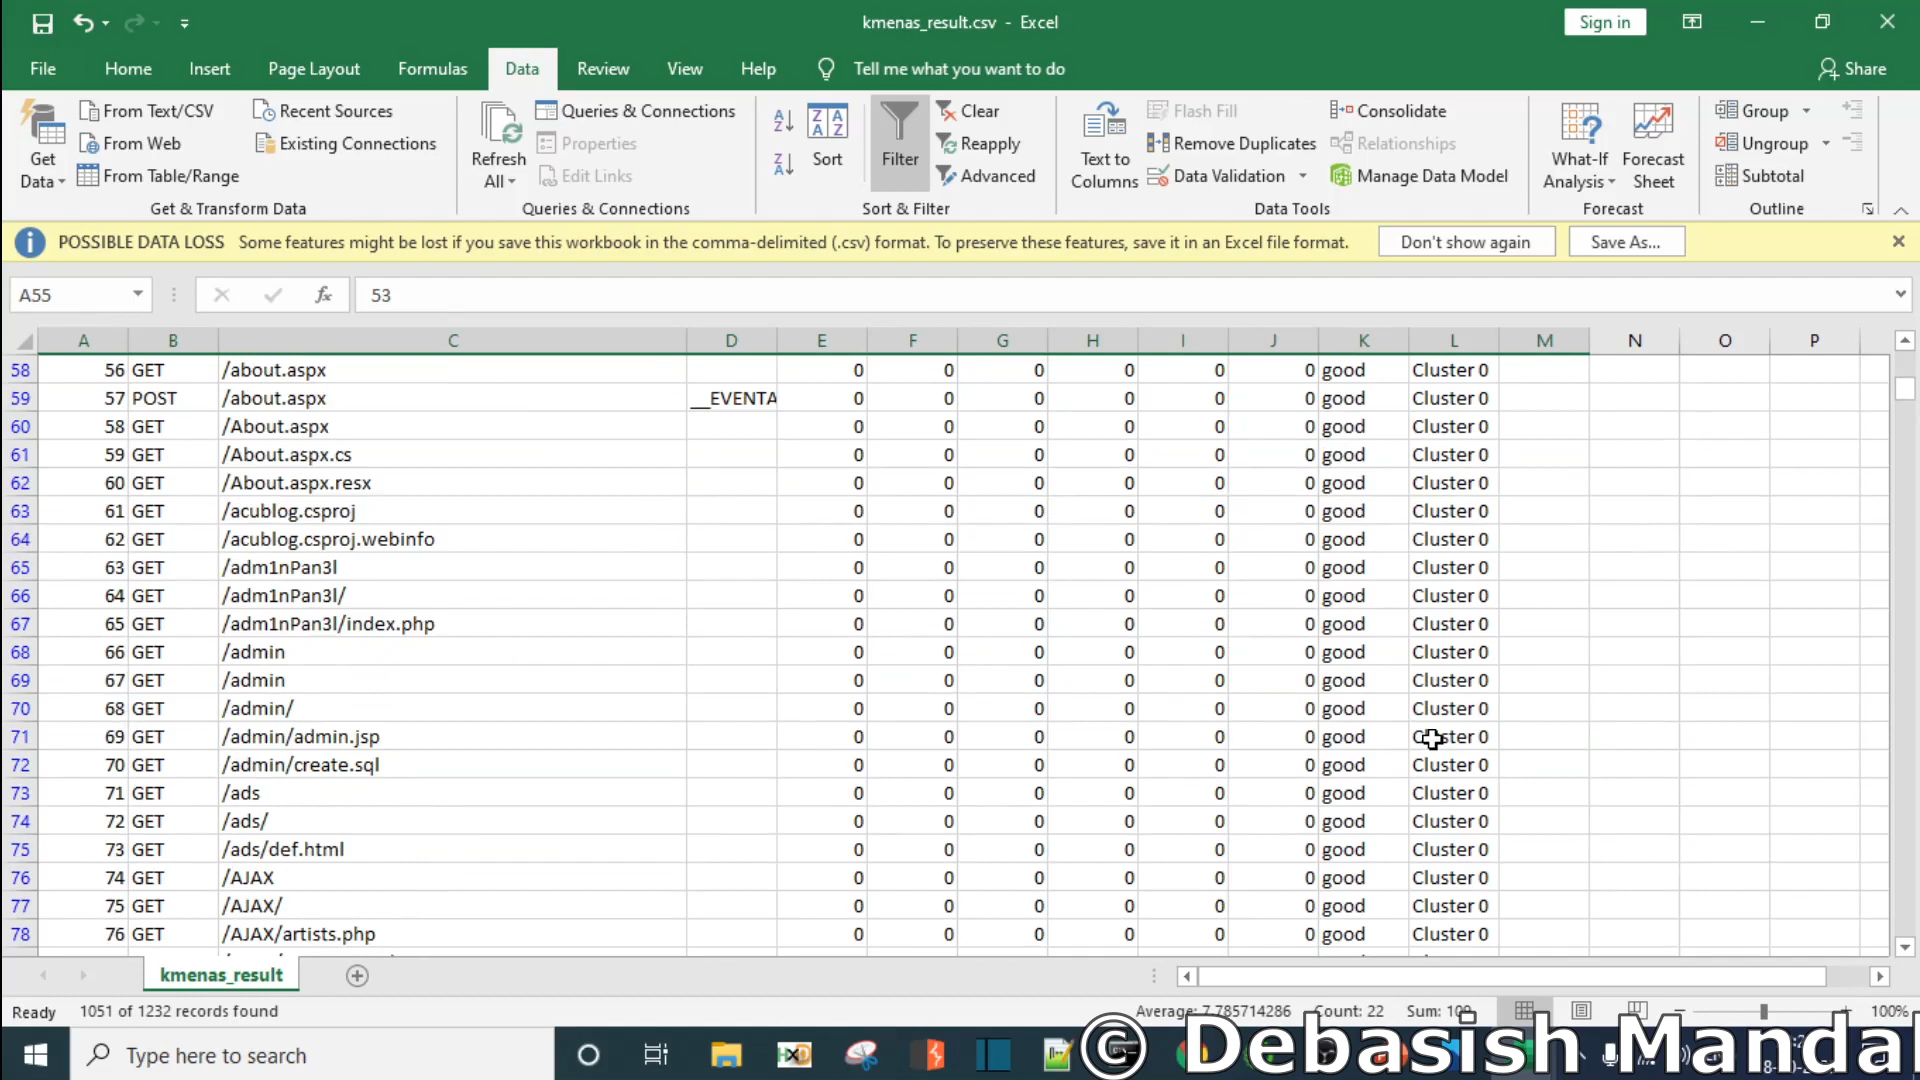 kmenas_result.csv - Excel
Sign in
File Home Insert Page Layout Formulas Data Review View Help Tell me what you want to do Share
Get Data
From Text/CSV
From Web
From Table/Range
Recent Sources
Existing Connections
Get & Transform Data
Refresh All
Queries & Connections
Properties
Edit Links
Queries & Connections
Sort
Filter
Clear
Reapply
Advanced
Sort & Filter
Text to Columns
Flash Fill
Remove Duplicates
Data Validation
Consolidate
Relationships
Manage Data Model
Data Tools
What-If Analysis
Forecast Sheet
Forecast
Group
Ungroup
Subtotal
Outline
POSSIBLE DATA LOSS Some features might be lost if you save this workbook in the comma-delimited (.csv) format. To preserve these features, save it in an Excel file format. Don't show again Save As...
A55 fx 53
A B C D E F G H I J K L M N O P
58 56 GET /about.aspx 0 0 0 0 0 0 good Cluster 0
59 57 POST /about.aspx __EVENTA 0 0 0 0 0 0 good Cluster 0
60 58 GET /About.aspx 0 0 0 0 0 0 good Cluster 0
61 59 GET /About.aspx.cs 0 0 0 0 0 0 good Cluster 0
62 60 GET /About.aspx.resx 0 0 0 0 0 0 good Cluster 0
63 61 GET /acublog.csproj 0 0 0 0 0 0 good Cluster 0
64 62 GET /acublog.csproj.webinfo 0 0 0 0 0 0 good Cluster 0
65 63 GET /adm1nPan3l 0 0 0 0 0 0 good Cluster 0
66 64 GET /adm1nPan3l/ 0 0 0 0 0 0 good Cluster 0
67 65 GET /adm1nPan3l/index.php 0 0 0 0 0 0 good Cluster 0
68 66 GET /admin 0 0 0 0 0 0 good Cluster 0
69 67 GET /admin 0 0 0 0 0 0 good Cluster 0
70 68 GET /admin/ 0 0 0 0 0 0 good Cluster 0
71 69 GET /admin/admin.jsp 0 0 0 0 0 0 good Cluster 0
72 70 GET /admin/create.sql 0 0 0 0 0 0 good Cluster 0
73 71 GET /ads 0 0 0 0 0 0 good Cluster 0
74 72 GET /ads/ 0 0 0 0 0 0 good Cluster 0
75 73 GET /ads/def.html 0 0 0 0 0 0 good Cluster 0
76 74 GET /AJAX 0 0 0 0 0 0 good Cluster 0
77 75 GET /AJAX/ 0 0 0 0 0 0 good Cluster 0
78 76 GET /AJAX/artists.php 0 0 0 0 0 0 good Cluster 0
kmenas_result
Ready 1051 of 1232 records found Average: 7.785714286 Count: 22 Sum: 100%
Type here to search
© Debasish Mandal